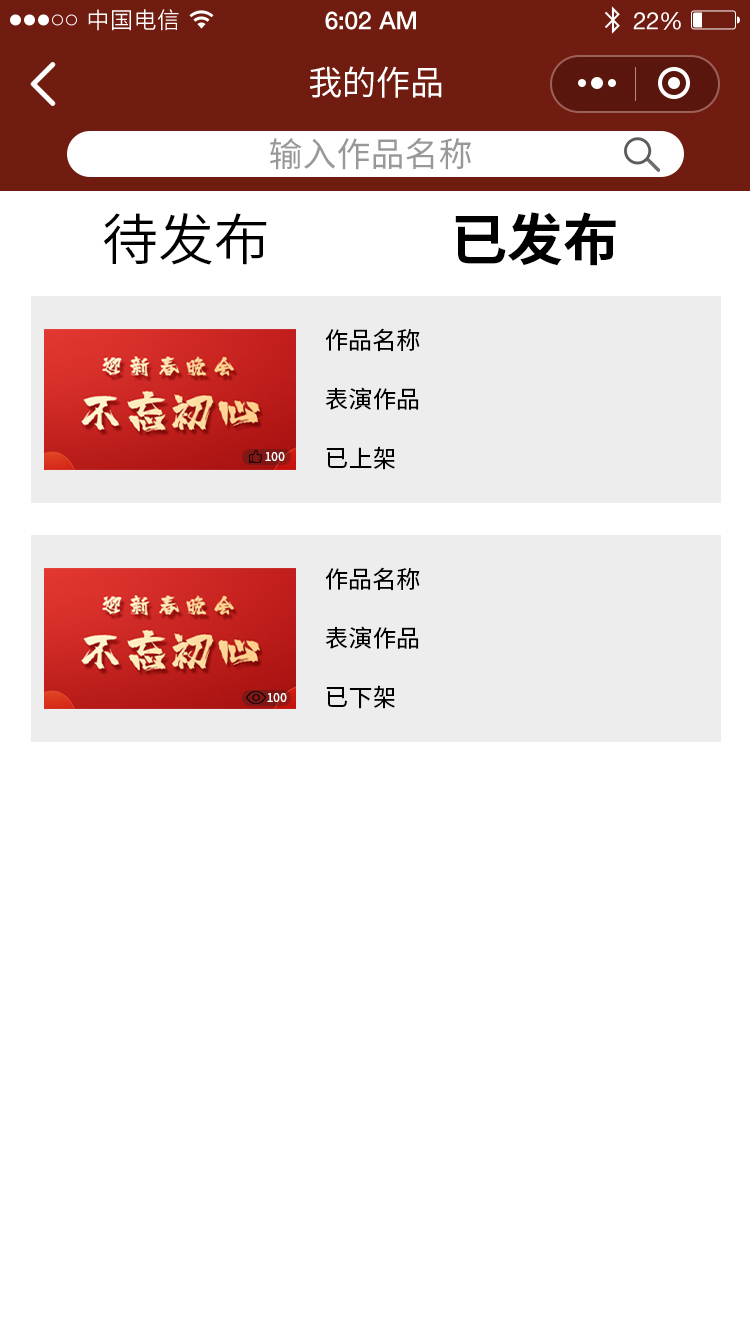 中国电信 6:02 AM 22%
我的作品
输入作品名称
待发布 已发布
迎新春晚会
不忘初心
100
作品名称
表演作品
已上架
迎新春晚会
不忘初心
100
作品名称
表演作品
已下架